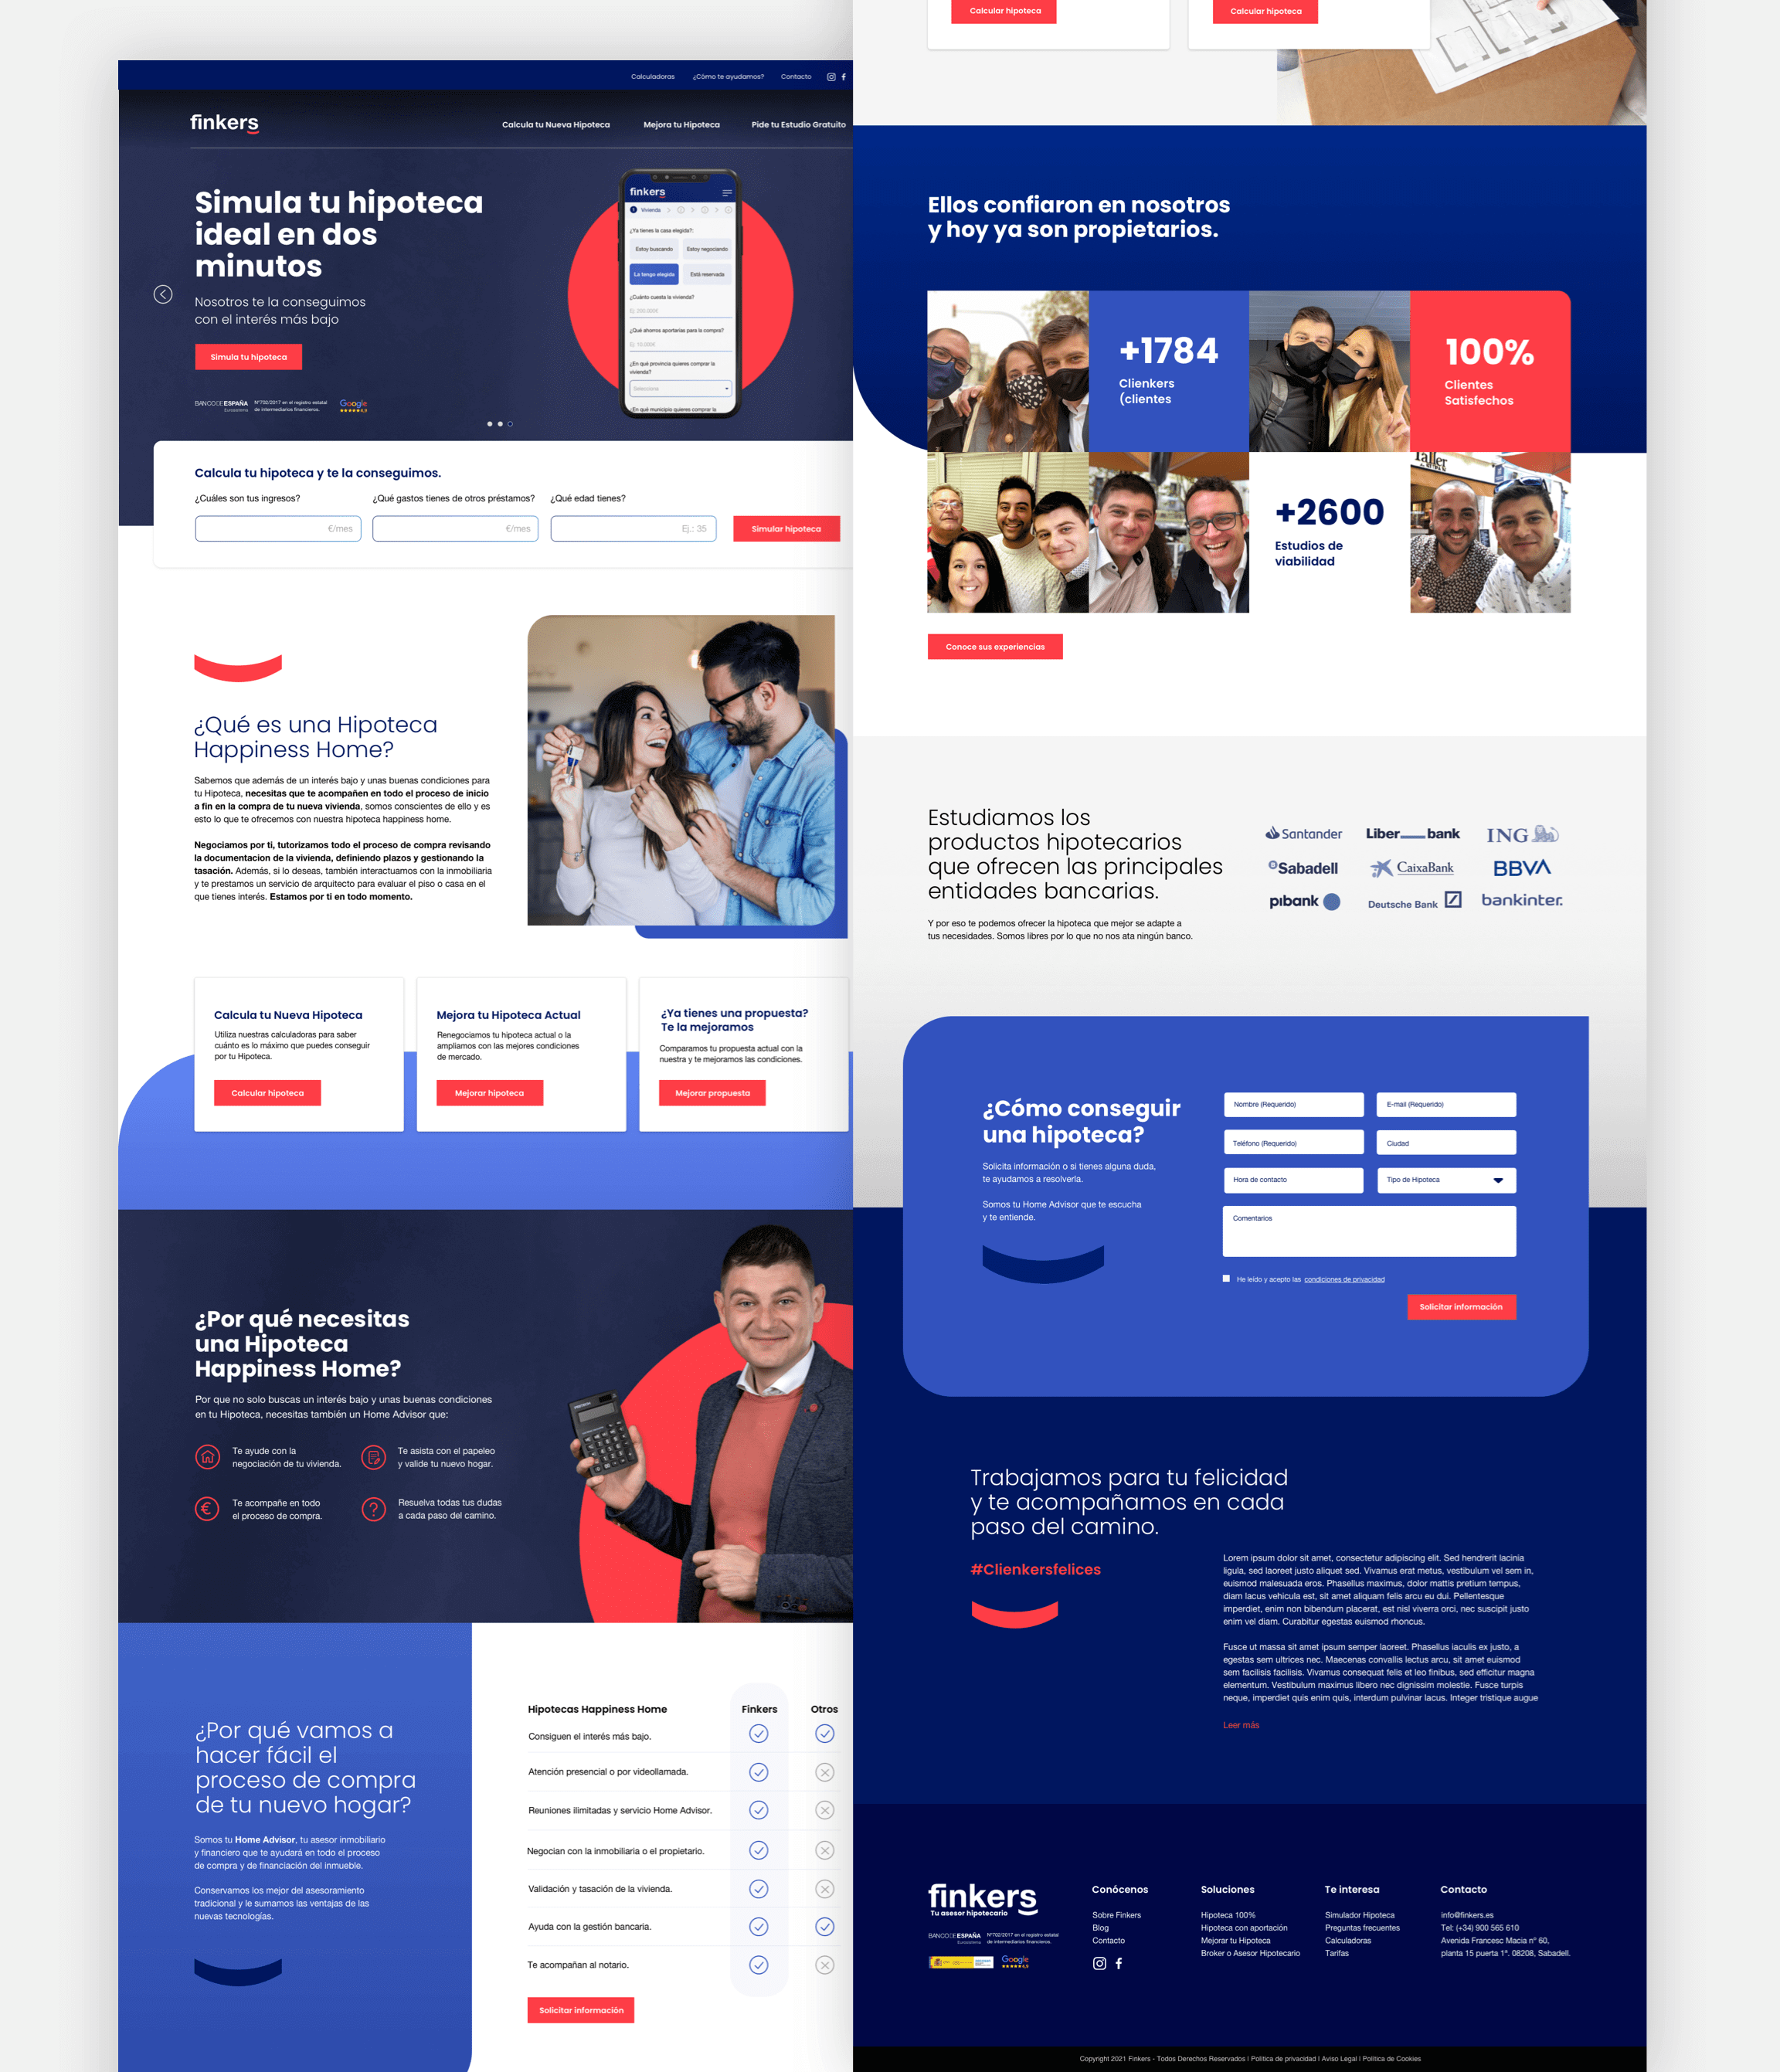 Calculadoras ¿Cómo te ayudamos? Contacto
finkers
Calcula tu Nueva Hipoteca Mejora tu Hipoteca Pide tu Estudio Gratuito
Simula tu hipoteca
ideal en dos
minutos
Nosotros te la conseguimos
con el interés más bajo
Simula tu hipoteca
BANCO DE ESPAÑA
Eurosistema
Nº702/2017 en el registro estatal
de intermediarios financieros.
Google
finkers
1 Vivienda
¿Ya tienes la casa elegida?:
Estoy buscando Estoy negociando
La tengo elegida Está reservada
¿Cuánto cuesta la vivienda?
Ej. 200.000€
¿Qué ahorros aportarías para la compra?
Ej. 10.000€
¿En qué provincia quieres comprar la
vivienda?
Seleccione
¿En qué municipio quieres comprar la
Calcula tu hipoteca y te la conseguimos.
¿Cuáles son tus ingresos? ¿Qué gastos tienes de otros préstamos? ¿Qué edad tienes?
€/mes €/mes Ej.: 35 Simular hipoteca
¿Qué es una Hipoteca
Happiness Home?
Sabemos que además de un interés bajo y unas buenas condiciones para
tu Hipoteca, necesitas que te acompañen en todo el proceso de inicio
a fin en la compra de tu nueva vivienda, somos conscientes de ello y es
esto lo que te ofrecemos con nuestra hipoteca happiness home.
Negociamos por ti, tutorizamos todo el proceso de compra revisando
la documentacion de la vivienda, definiendo plazos y gestionando la
tasación. Además, si lo deseas, también interactuamos con la inmobiliaria
y te prestamos un servicio de arquitecto para evaluar el piso o casa en el
que tienes interés. Estamos por ti en todo momento.
Calcula tu Nueva Hipoteca
Utiliza nuestras calculadoras para saber
cuánto es lo máximo que puedes conseguir
por tu Hipoteca.
Calcular hipoteca
Mejora tu Hipoteca Actual
Renegociamos tu hipoteca actual o la
ampliamos con las mejores condiciones
de mercado.
Mejorar hipoteca
¿Ya tienes una propuesta?
Te la mejoramos
Comparamos tu propuesta actual con la
nuestra y te mejoramos las condiciones.
Mejorar propuesta
¿Por qué necesitas
una Hipoteca
Happiness Home?
Por que no solo buscas un interés bajo y unas buenas condiciones
en tu Hipoteca, necesitas también un Home Advisor que:
Te ayude con la
negociación de tu vivienda.
Te asista con el papeleo
y valide tu nuevo hogar.
Te acompañe en todo
el proceso de compra.
Resuelva todas tus dudas
a cada paso del camino.
¿Por qué vamos a
hacer fácil el
proceso de compra
de tu nuevo hogar?
Somos tu Home Advisor, tu asesor inmobiliario
y financiero que te ayudará en todo el proceso
de compra y de financiación del inmueble.
Conservamos los mejor del asesoramiento
tradicional y le sumamos las ventajas de las
nuevas tecnologías.
Hipotecas Happiness Home Finkers Otros
Consiguen el interés más bajo.
Atención presencial o por videollamada.
Reuniones ilimitadas y servicio Home Advisor.
Negocian con la inmobiliaria o el propietario.
Validación y tasación de la vivienda.
Ayuda con la gestión bancaria.
Te acompañan al notario.
Solicitar información
Calcular hipoteca Calcular hipoteca
Ellos confiaron en nosotros
y hoy ya son propietarios.
+1784
Clienkers
(clientes
100%
Clientes
Satisfechos
Taller
+2600
Estudios de
viabilidad
Conoce sus experiencias
Estudiamos los
productos hipotecarios
que ofrecen las principales
entidades bancarias.
Y por eso te podemos ofrecer la hipoteca que mejor se adapte a
tus necesidades. Somos libres por lo que no nos ata ningún banco.
Santander Liber__bank ING
Sabadell CaixaBank BBVA
pibank Deutsche Bank bankinter.
¿Cómo conseguir
una hipoteca?
Solicita información o si tienes alguna duda,
te ayudamos a resolverla.
Somos tu Home Advisor que te escucha
y te entiende.
Nombre (Requerido) E-mail (Requerido)
Teléfono (Requerido) Ciudad
Hora de contacto Tipo de Hipoteca
Comentarios
He leído y acepto las condiciones de privacidad
Solicitar información
Trabajamos para tu felicidad
y te acompañamos en cada
paso del camino.
#Clienkersfelices
Lorem ipsum dolor sit amet, consectetur adipiscing elit. Sed hendrerit lacinia
ligula, sed laoreet justo aliquet sed. Vivamus erat metus, vestibulum vel sem in,
euismod malesuada eros. Phasellus maximus, dolor mattis pretium tempus,
diam lacus vehicula est, sit amet aliquam felis arcu eu dui. Pellentesque
imperdiet, enim non bibendum placerat, est nisl viverra orci, nec suscipit justo
enim vel diam. Curabitur egestas euismod rhoncus.
Fusce ut massa sit amet ipsum semper laoreet. Phasellus iaculis ex justo, a
egestas sem ultrices nec. Maecenas convallis lectus arcu, sit amet euismod
sem facilisis facilisis. Vivamus consequat felis et leo finibus, sed efficitur magna
elementum. Vestibulum maximus libero nec dignissim molestie. Fusce turpis
neque, imperdiet quis enim quis, interdum pulvinar lacus. Integer tristique augue
Leer más
finkers
Tu asesor hipotecario
BANCO DE ESPAÑA
Eurosistema
Nº702/2017 en el registro estatal
de intermediarios financieros.
Google
Conócenos
Sobre Finkers
Blog
Contacto
Soluciones
Hipoteca 100%
Hipoteca con aportación
Mejorar tu Hipoteca
Broker o Asesor Hipotecario
Te interesa
Simulador Hipoteca
Preguntas frecuentes
Calculadoras
Tarifas
Contacto
info@finkers.es
Tel: (+34) 900 565 610
Avenida Francesc Macia nº 60,
planta 15 puerta 1ª. 08208, Sabadell.
Copyright 2021 Finkers - Todos Derechos Reservados | Política de privacidad | Aviso Legal | Política de Cookies